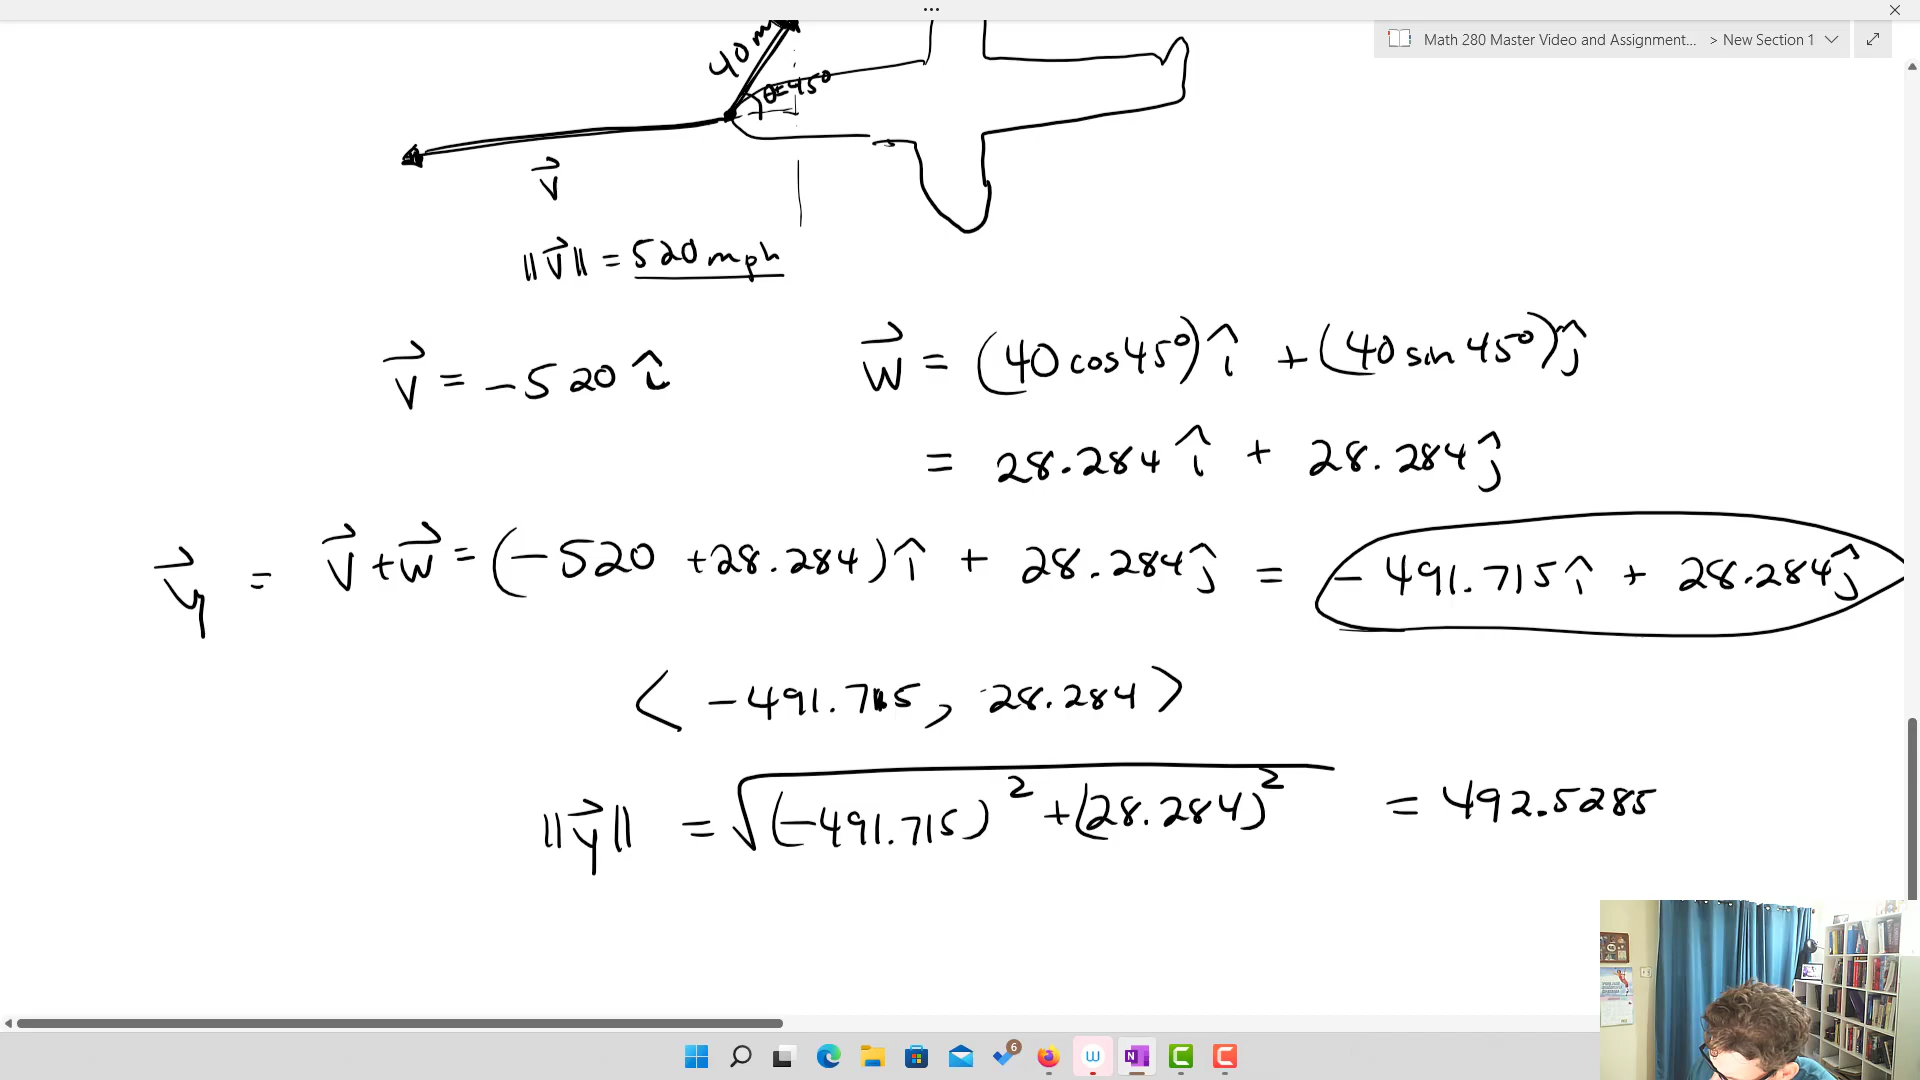 Math 280 Master Video and Assignment... > New Section 1
40 m
θ=45°
v⃗
||v⃗|| = 520 mph
v⃗ = -520 î
w⃗ = (40 cos 45°) î + (40 sin 45°) ĵ
= 28.284 î + 28.284 ĵ
= v⃗ + w⃗ = (-520 + 28.284) î + 28.284 ĵ = -491.715 î + 28.284 ĵ
< -491.715, 28.284 >
||y⃗|| = √(-491.715)² + (28.284)² = 492.5285
6